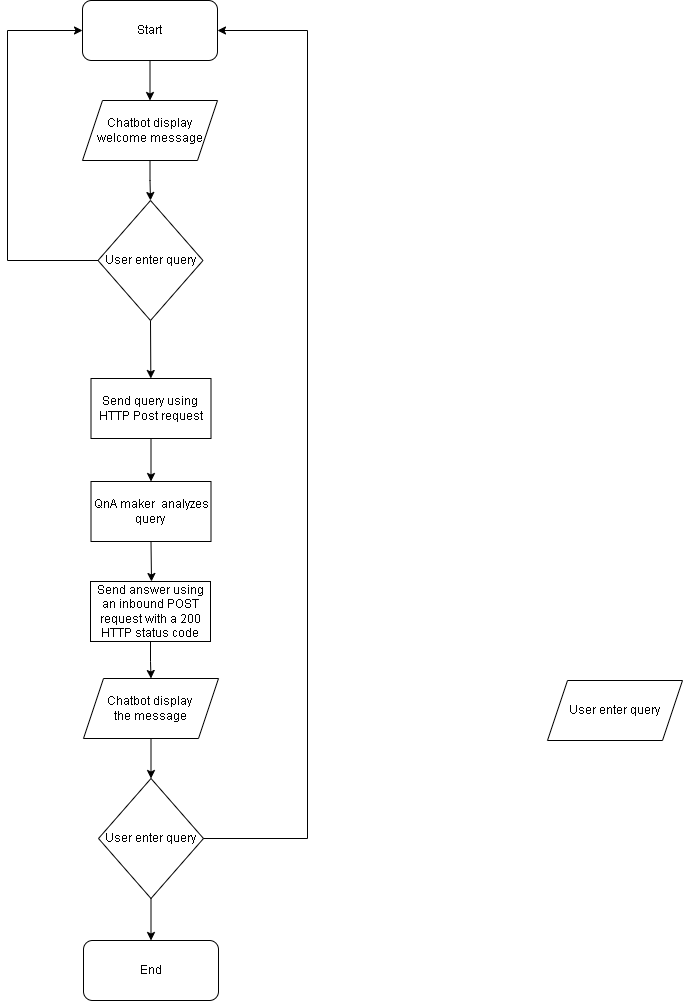 Start
Chatbot display
welcome message
User enter query
Send query using
HTTP Post request
QnA maker analyzes
query
Send answer using
an inbound POST
request with a 200
HTTP status code
Chatbot display
the message
User enter query
User enter query
End